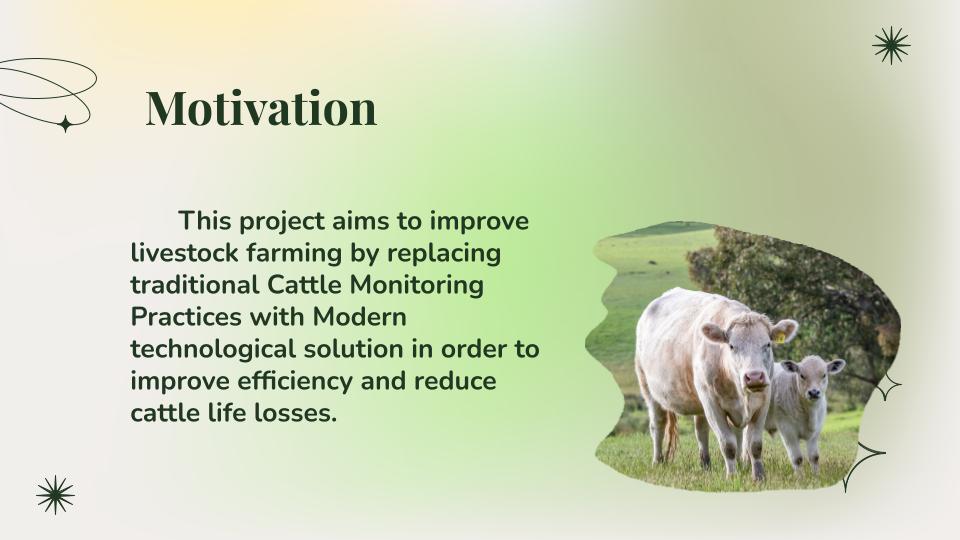 Motivation
This project aims to improve
livestock farming by replacing
traditional Cattle Monitoring
Practices with Modern
technological solution in order to
improve efficiency and reduce
cattle life losses.